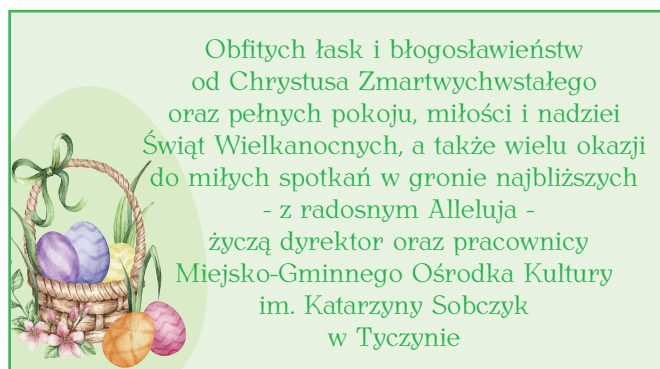 Obfitych łask i błogosławieństw
od Chrystusa Zmartwychwstałego
oraz pełnych pokoju, miłości i nadziei
Świąt Wielkanocnych, a także wielu okazji
do miłych spotkań w gronie najbliższych
- z radosnym Alleluja -
życzą dyrektor oraz pracownicy
Miejsko-Gminnego Ośrodka Kultury
im. Katarzyny Sobczyk
w Tyczynie